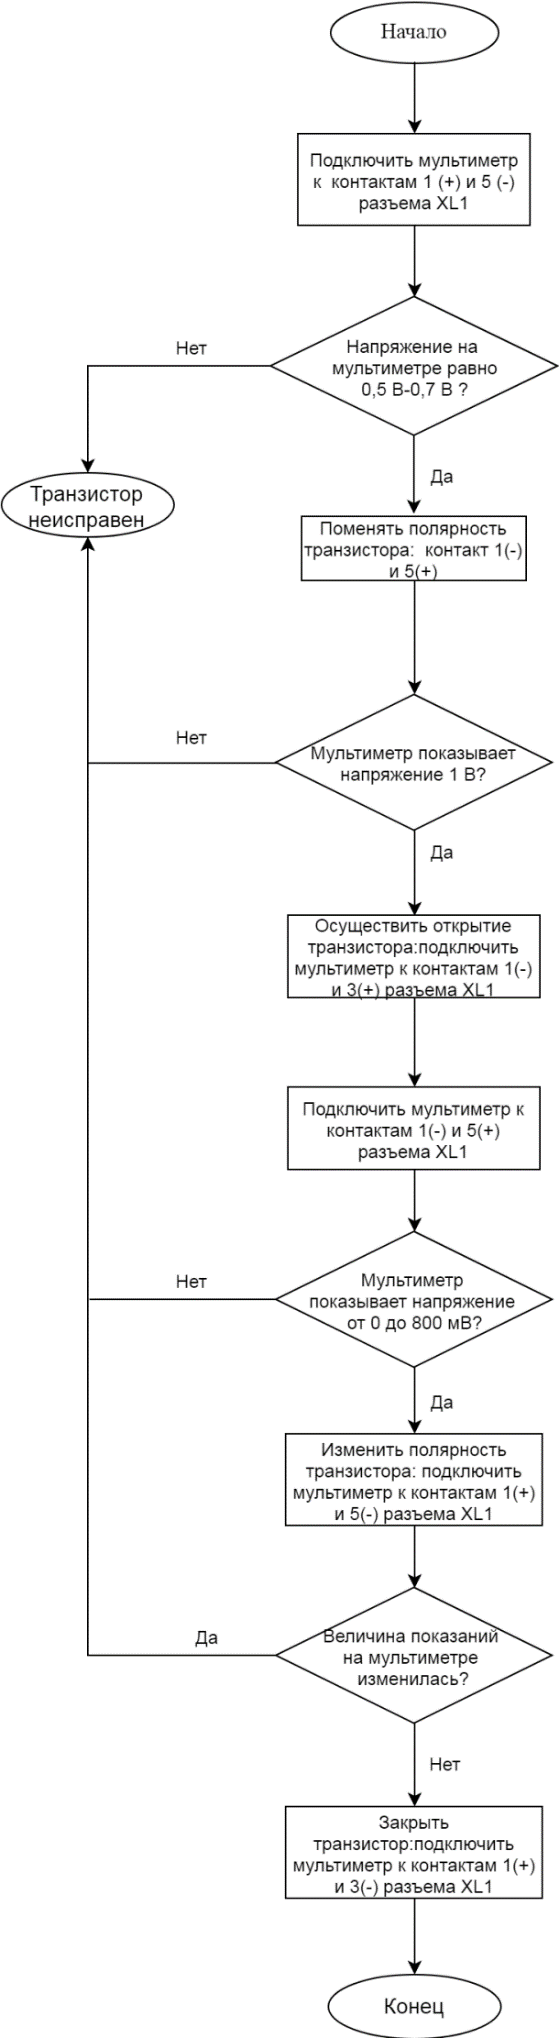 Начало
Подключить мультиметр
к контактам 1 (+) и 5 (-)
разъема XL1
Нет
Напряжение на
мультиметре равно
0,5 В-0,7 В ?
Да
Транзистор
неисправен
Поменять полярность
транзистора: контакт 1(-)
и 5(+)
Нет
Мультиметр показывает
напряжение 1 В?
Да
Осуществить открытие
транзистора:подключить
мультиметр к контактам 1(-)
и 3(+) разъема XL1
Подключить мультиметр к
контактам 1(-) и 5(+)
разъема XL1
Нет
Мультиметр
показывает напряжение
от 0 до 800 мВ?
Да
Изменить полярность
транзистора: подключить
мультиметр к контактам 1(+)
и 5(-) разъема XL1
Да
Величина показаний
на мультиметре
изменилась?
Нет
Закрыть
транзистор:подключить
мультиметр к контактам 1(+)
и 3(-) разъема XL1
Конец